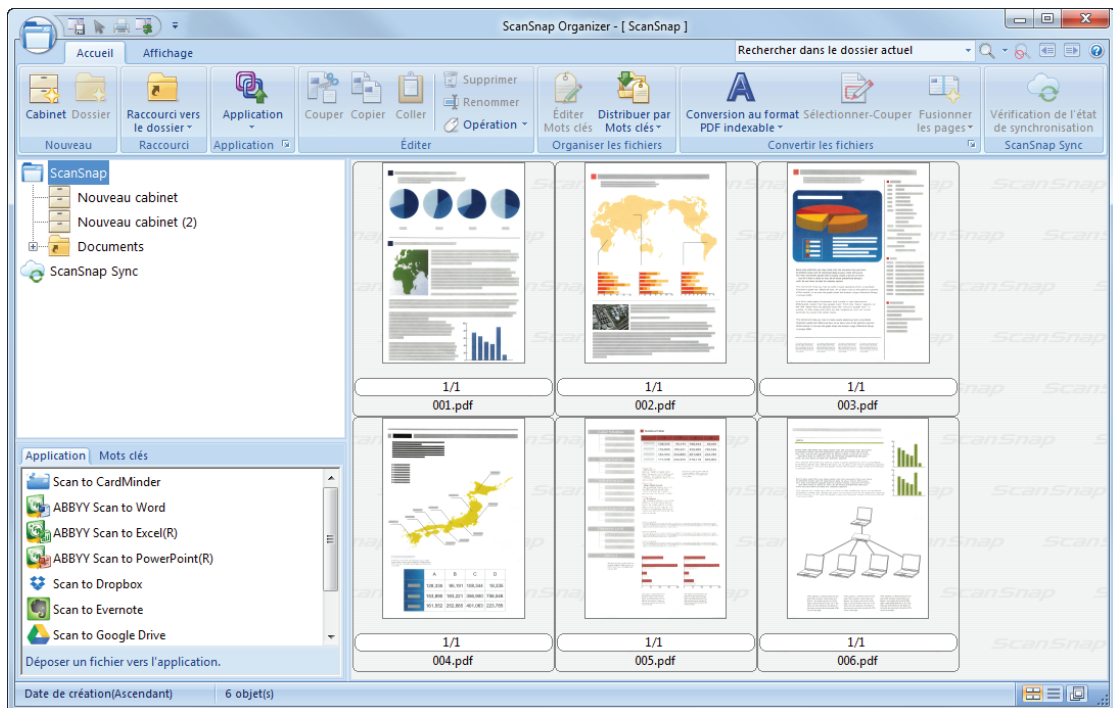 ScanSnap Organizer - [ ScanSnap ]
Accueil
Affichage
Rechercher dans le dossier actuel
Cabinet
Dossier
Raccourci vers
le dossier
Application
Couper
Copier
Coller
Supprimer
Renommer
Opération
Éditer
Mots clés
Distribuer par
Mots clés
Conversion au format
PDF indexable
Sélectionner-Couper
Fusionner
les pages
Vérification de l'état
de synchronisation
Nouveau
Raccourci
Application
Éditer
Organiser les fichiers
Convertir les fichiers
ScanSnap Sync
ScanSnap
Nouveau cabinet
Nouveau cabinet (2)
Documents
ScanSnap Sync
1/1
001.pdf
1/1
002.pdf
1/1
003.pdf
A B C D
1/1
004.pdf
1/1
005.pdf
1/1
006.pdf
ScanSnap
Application
Mots clés
Scan to CardMinder
ABBYY Scan to Word
ABBYY Scan to Excel(R)
ABBYY Scan to PowerPoint(R)
Scan to Dropbox
Scan to Evernote
Scan to Google Drive
Déposer un fichier vers l'application.
Date de création(Ascendant)
6 objet(s)